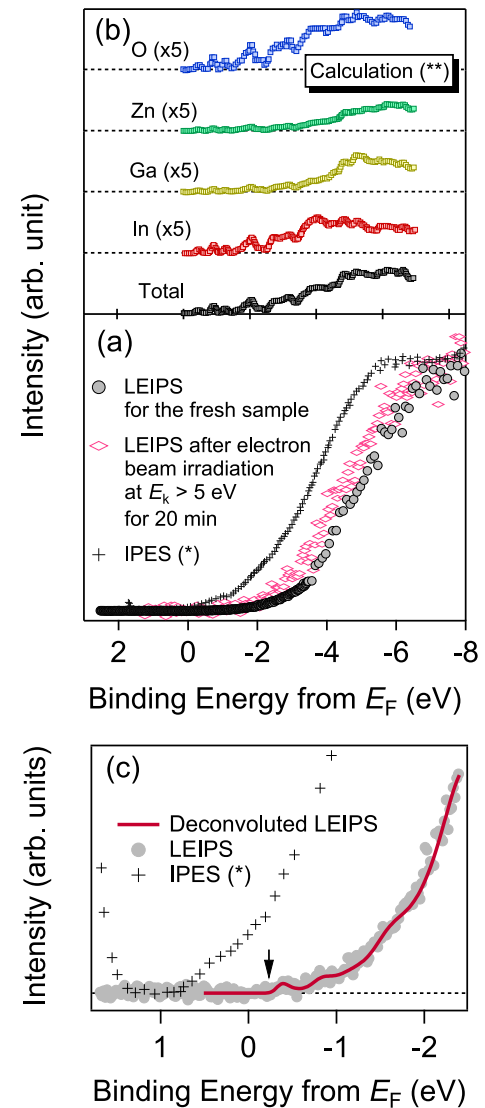 (b)
O (x5)
Calculation (**)
Zn (x5)
Ga (x5)
In (x5)
Total
Intensity (arb. unit)
(a)
LEIPS
for the fresh sample
LEIPS after electron
beam irradiation
at Ek > 5 eV
for 20 min
IPES (*)
2 0 -2 -4 -6 -8
Binding Energy from EF (eV)
(c)
Deconvoluted LEIPS
LEIPS
IPES (*)
Intensity (arb. units)
1 0 -1 -2
Binding Energy from EF (eV)